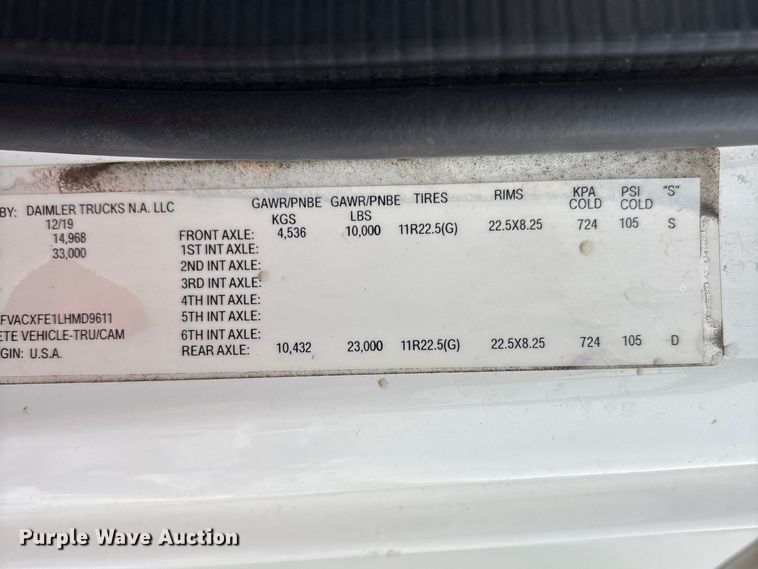 BY: DAIMLER TRUCKS N.A. LLC
12/19
14,968
33,000
FVACXFE1LHMD9611
ETE VEHICLE-TRU/CAM
GIN: U.S.A.
GAWR/PNBE KGS GAWR/PNBE LBS TIRES RIMS KPA COLD PSI COLD "S"
FRONT AXLE: 4,536 10,000 11R22.5(G) 22.5X8.25 724 105 S
1ST INT AXLE:
2ND INT AXLE:
3RD INT AXLE:
4TH INT AXLE:
5TH INT AXLE:
6TH INT AXLE:
REAR AXLE: 10,432 23,000 11R22.5(G) 22.5X8.25 724 105 D
Purple Wave Auction